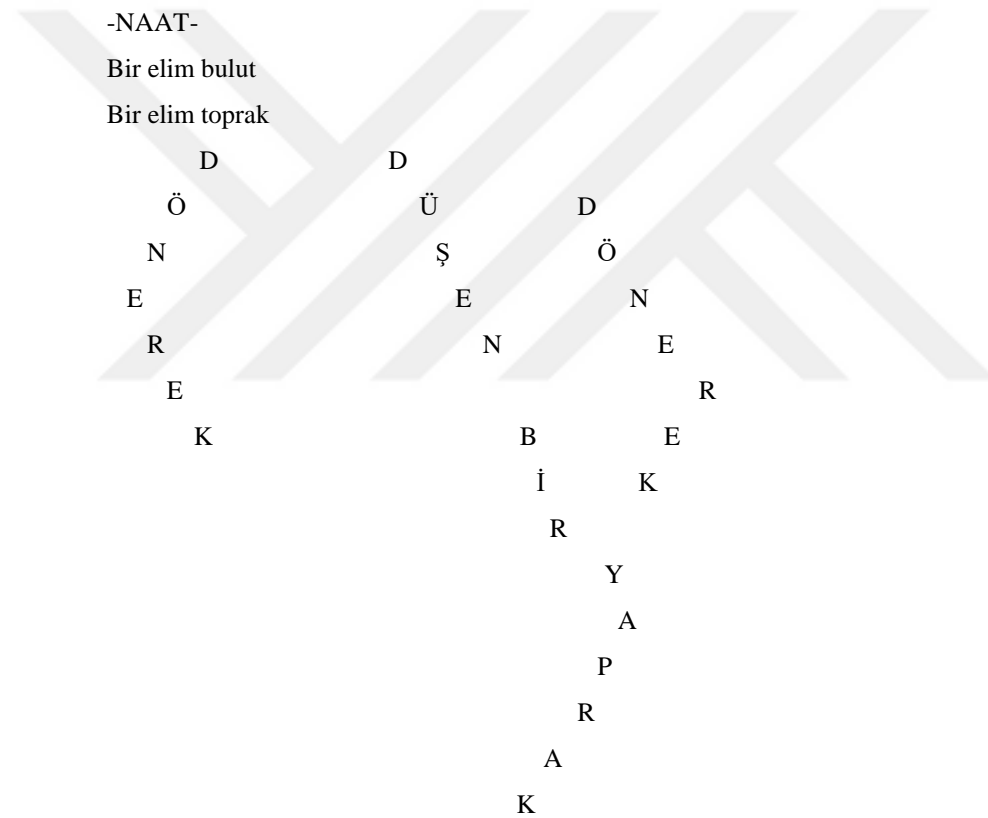 -NAAT-
Bir elim bulut
Bir elim toprak
DÖNEREK
DÜŞEN BİR YAPRAK
DÖNEREK